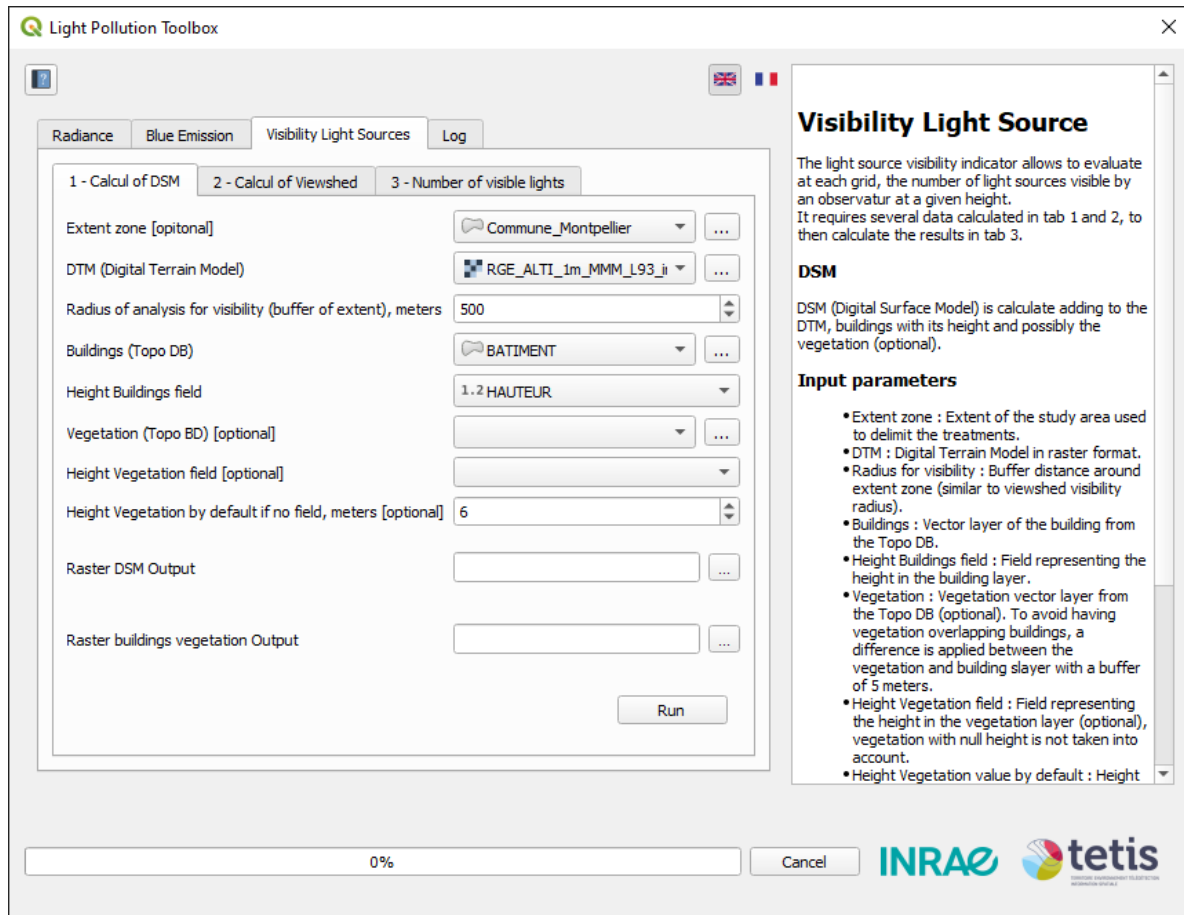 Light Pollution Toolbox
Radiance
Blue Emission
Visibility Light Sources
Log
1 - Calcul of DSM
2 - Calcul of Viewshed
3 - Number of visible lights
Extent zone [opitonal]
Commune_Montpellier
...
DTM (Digital Terrain Model)
RGE_ALTI_1m_MMM_L93_ii
...
Radius of analysis for visibility (buffer of extent), meters
500
Buildings (Topo DB)
BATIMENT
...
Height Buildings field
1.2 HAUTEUR
Vegetation (Topo BD) [optional]
...
Height Vegetation field [optional]
Height Vegetation by default if no field, meters [optional]
6
Raster DSM Output
...
Raster buildings vegetation Output
...
Run
Visibility Light Source
The light source visibility indicator allows to evaluate
at each grid, the number of light sources visible by
an observatur at a given height.
It requires several data calculated in tab 1 and 2, to
then calculate the results in tab 3.
DSM
DSM (Digital Surface Model) is calculate adding to the
DTM, buildings with its height and possibly the
vegetation (optional).
Input parameters
•Extent zone : Extent of the study area used
to delimit the treatments.
•DTM : Digital Terrain Model in raster format.
•Radius for visibility : Buffer distance around
extent zone (similar to viewshed visibility
radius).
•Buildings : Vector layer of the building from
the Topo DB.
•Height Buildings field : Field representing the
height in the building layer.
•Vegetation : Vegetation vector layer from
the Topo DB (optional). To avoid having
vegetation overlapping buildings, a
difference is applied between the
vegetation and building slayer with a buffer
of 5 meters.
•Height Vegetation field : Field representing
the height in the vegetation layer (optional),
vegetation with null height is not taken into
account.
•Height Vegetation value by default : Height
0%
Cancel
INRAE
tetis
TERRITOIRE ENVIRONNEMENT TÉLÉDÉTECTION
INFORMATION SPATIALE